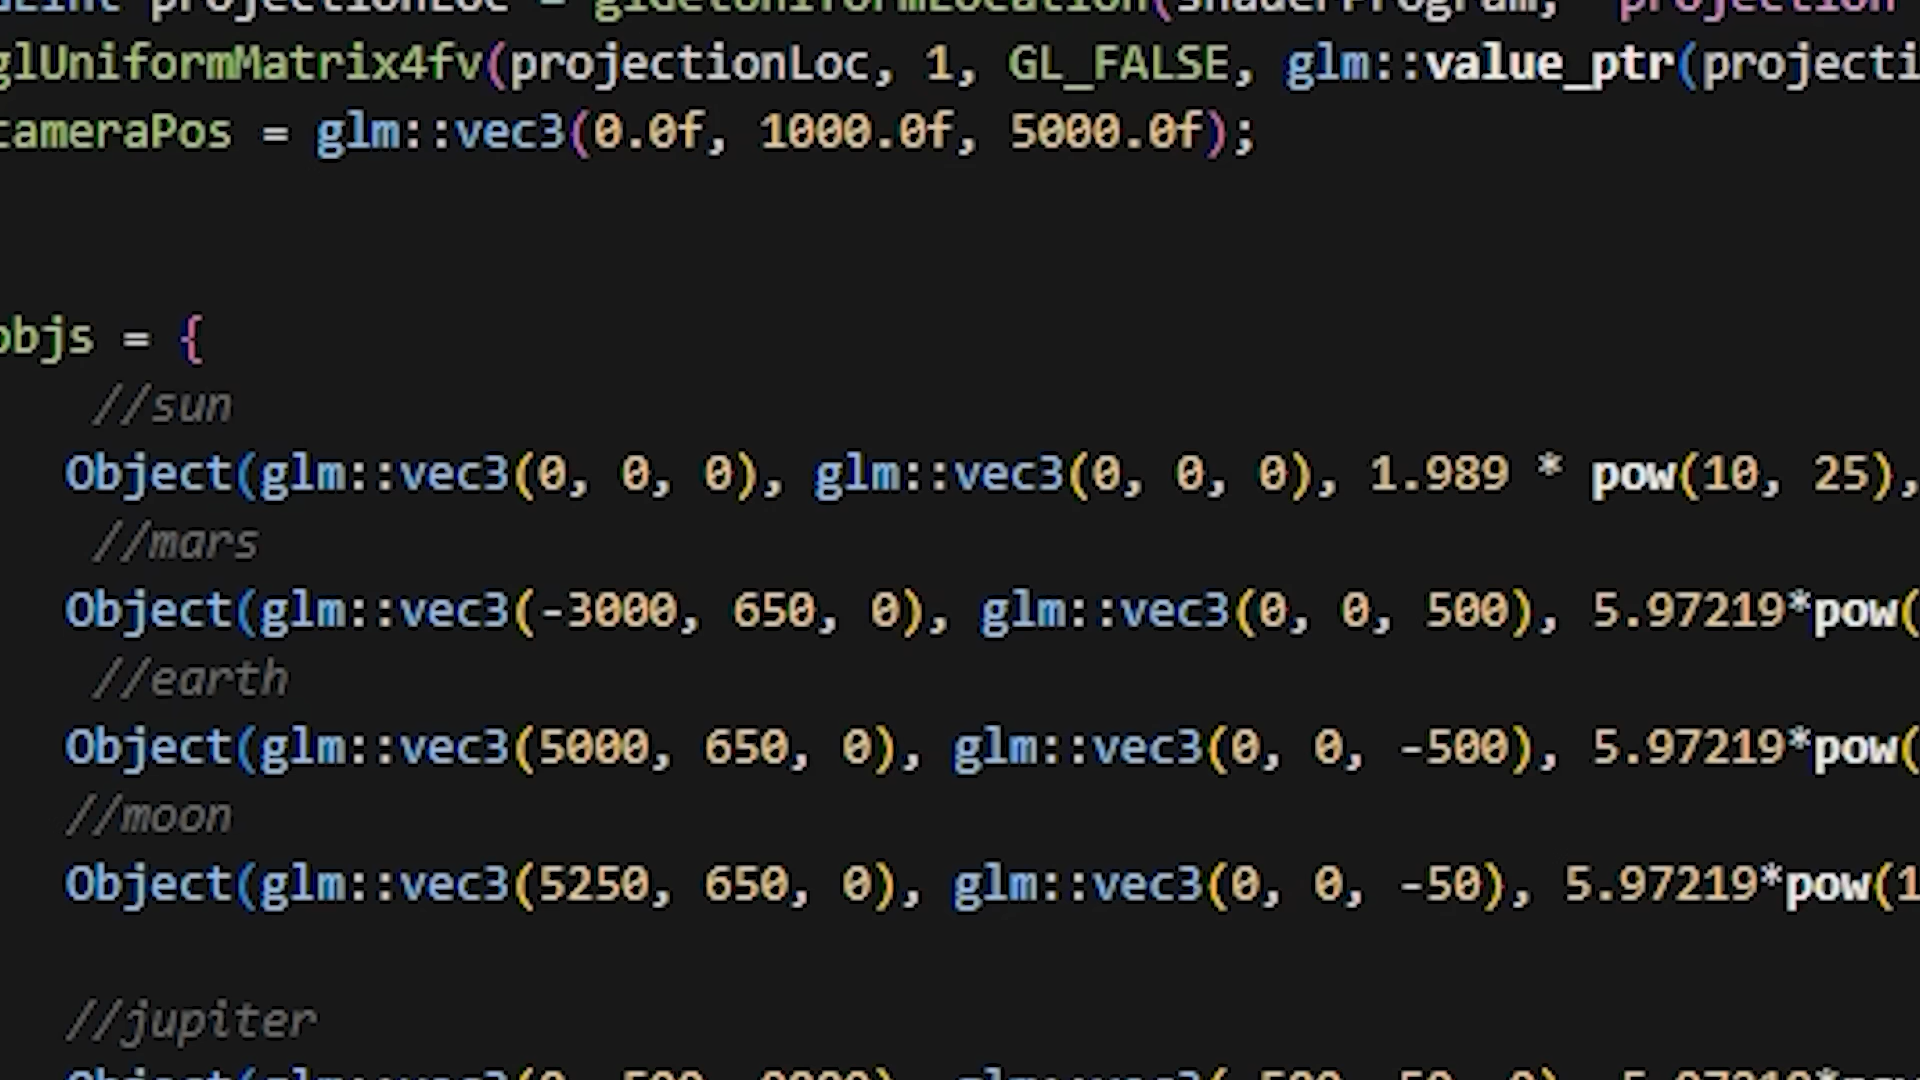 projectionLoc = glGetUniformLocation(shaderProgram, "projection
glUniformMatrix4fv(projectionLoc, 1, GL_FALSE, glm::value_ptr(projecti
cameraPos = glm::vec3(0.0f, 1000.0f, 5000.0f);
objs = {
//sun
Object(glm::vec3(0, 0, 0), glm::vec3(0, 0, 0), 1.989 * pow(10, 25),
//mars
Object(glm::vec3(-3000, 650, 0), glm::vec3(0, 0, 500), 5.97219*pow(
//earth
Object(glm::vec3(5000, 650, 0), glm::vec3(0, 0, -500), 5.97219*pow(
//moon
Object(glm::vec3(5250, 650, 0), glm::vec3(0, 0, -50), 5.97219*pow(1
//jupiter